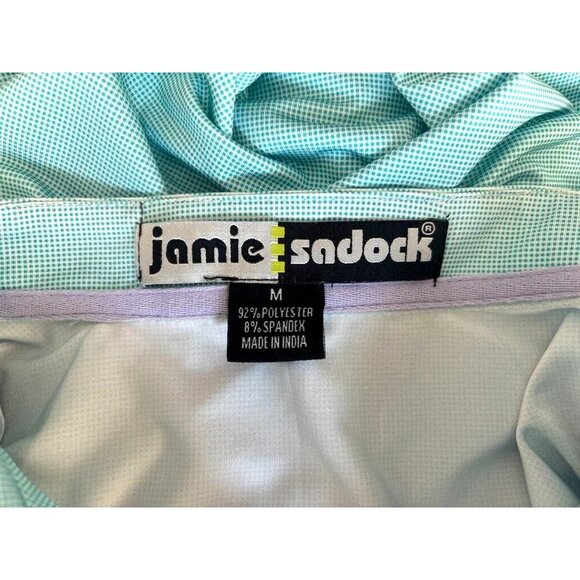 jamie sadock®
M
92% POLYESTER
8% SPANDEX
MADE IN INDIA